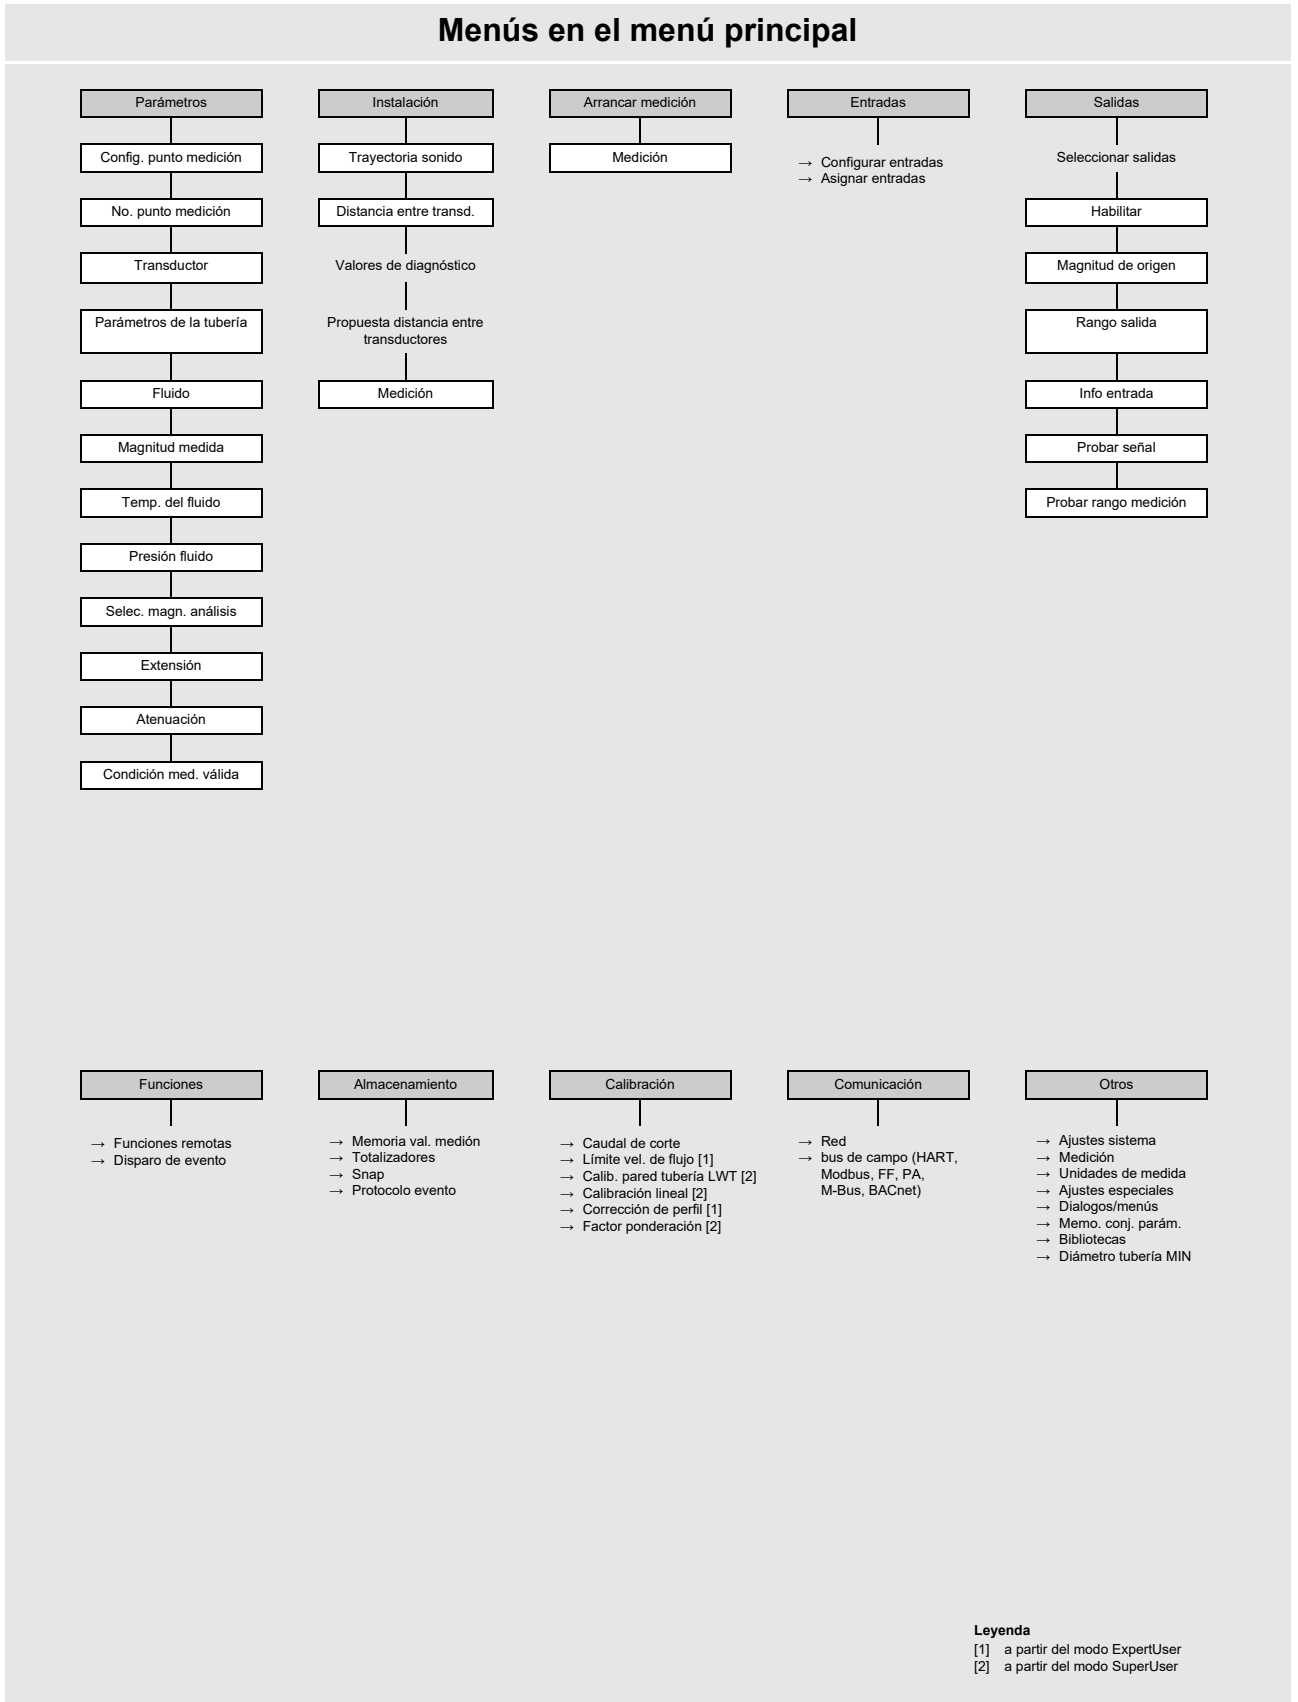 Menús en el menú principal
Parámetros
Config. punto medición
No. punto medición
Transductor
Parámetros de la tubería
Fluido
Magnitud medida
Temp. del fluido
Presión fluido
Selec. magn. análisis
Extensión
Atenuación
Condición med. válida
Instalación
Trayectoria sonido
Distancia entre transd.
Valores de diagnóstico
Propuesta distancia entre
transductores
Medición
Arrancar medición
Medición
Entradas
→ Configurar entradas
→ Asignar entradas
Salidas
Seleccionar salidas
Habilitar
Magnitud de origen
Rango salida
Info entrada
Probar señal
Probar rango medición
Funciones
→ Funciones remotas
→ Disparo de evento
Almacenamiento
→ Memoria val. medión
→ Totalizadores
→ Snap
→ Protocolo evento
Calibración
→ Caudal de corte
→ Límite vel. de flujo [1]
→ Calib. pared tubería LWT [2]
→ Calibración lineal [2]
→ Corrección de perfil [1]
→ Factor ponderación [2]
Comunicación
→ Red
→ bus de campo (HART,
Modbus, FF, PA,
M-Bus, BACnet)
Otros
→ Ajustes sistema
→ Medición
→ Unidades de medida
→ Ajustes especiales
→ Dialogos/menús
→ Memo. conj. parám.
→ Bibliotecas
→ Diámetro tubería MIN
Leyenda
[1] a partir del modo ExpertUser
[2] a partir del modo SuperUser